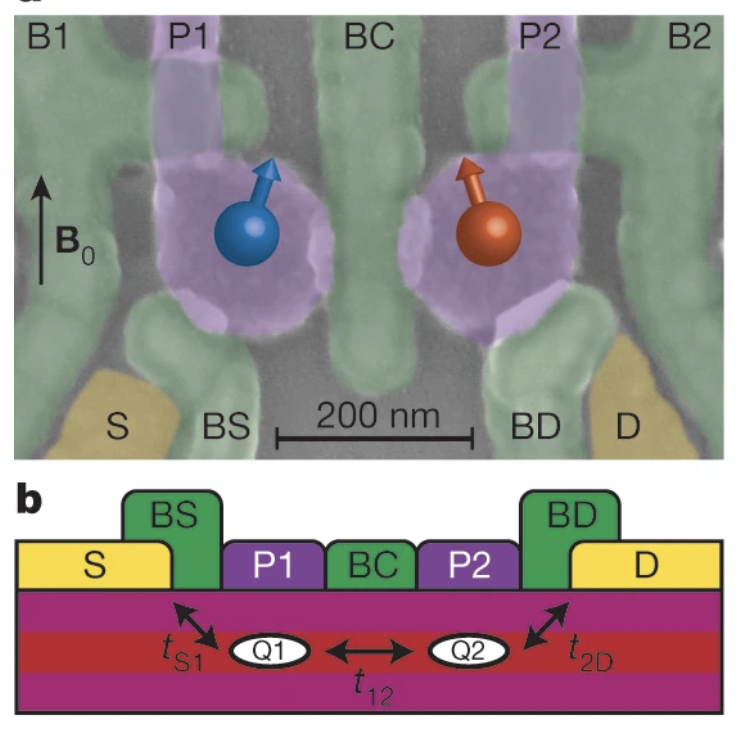 B1 P1 BC P2 B2
B₀
S BS 200 nm BD D
b
BS BD
S P1 BC P2 D
Q1 Q2
tS1 t12 t2D